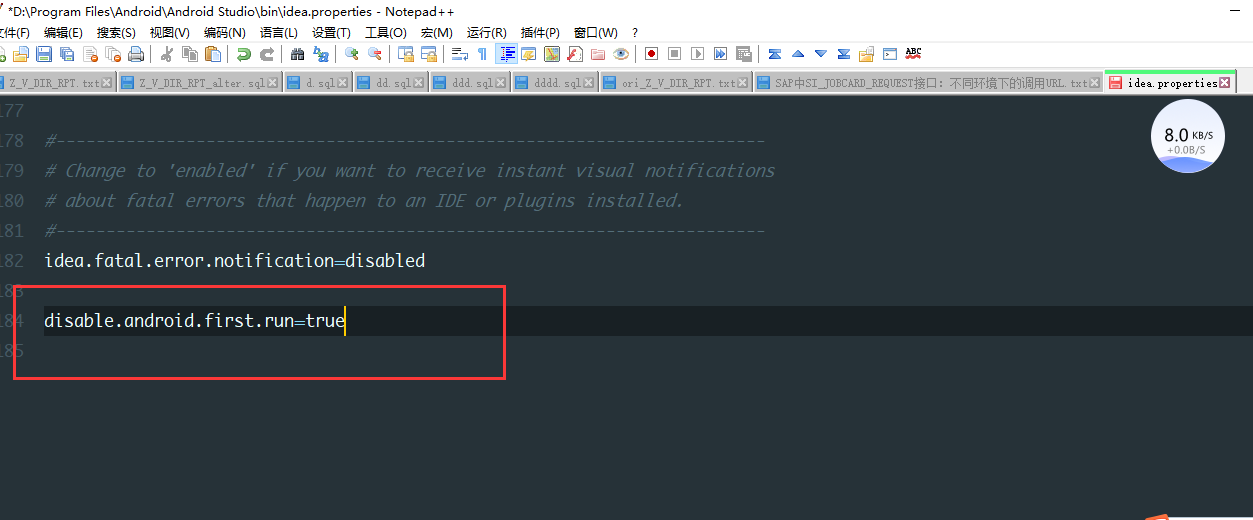 *D:\Program Files\Android\Android Studio\bin\idea.properties - Notepad++
文件(F) 编辑(E) 搜索(S) 视图(V) 编码(N) 语言(L) 设置(T) 工具(O) 宏(M) 运行(R) 插件(P) 窗口(W) ?
ABC
Z_V_DIR_RPT.txt Z_V_DIR_RPT_alter.sql d.sql dd.sql ddd.sql dddd.sql ori_Z_V_DIR_RPT.txt SAP中SI_JOBCARD_REQUEST接口：不同环境下的调用URL.txt idea.properties
177
8.0 KB/S
+0.0B/S
178 #-----------------------------------------------------------------------
179 # Change to 'enabled' if you want to receive instant visual notifications
180 # about fatal errors that happen to an IDE or plugins installed.
181 #-----------------------------------------------------------------------
182 idea.fatal.error.notification=disabled
183
184 disable.android.first.run=true
185